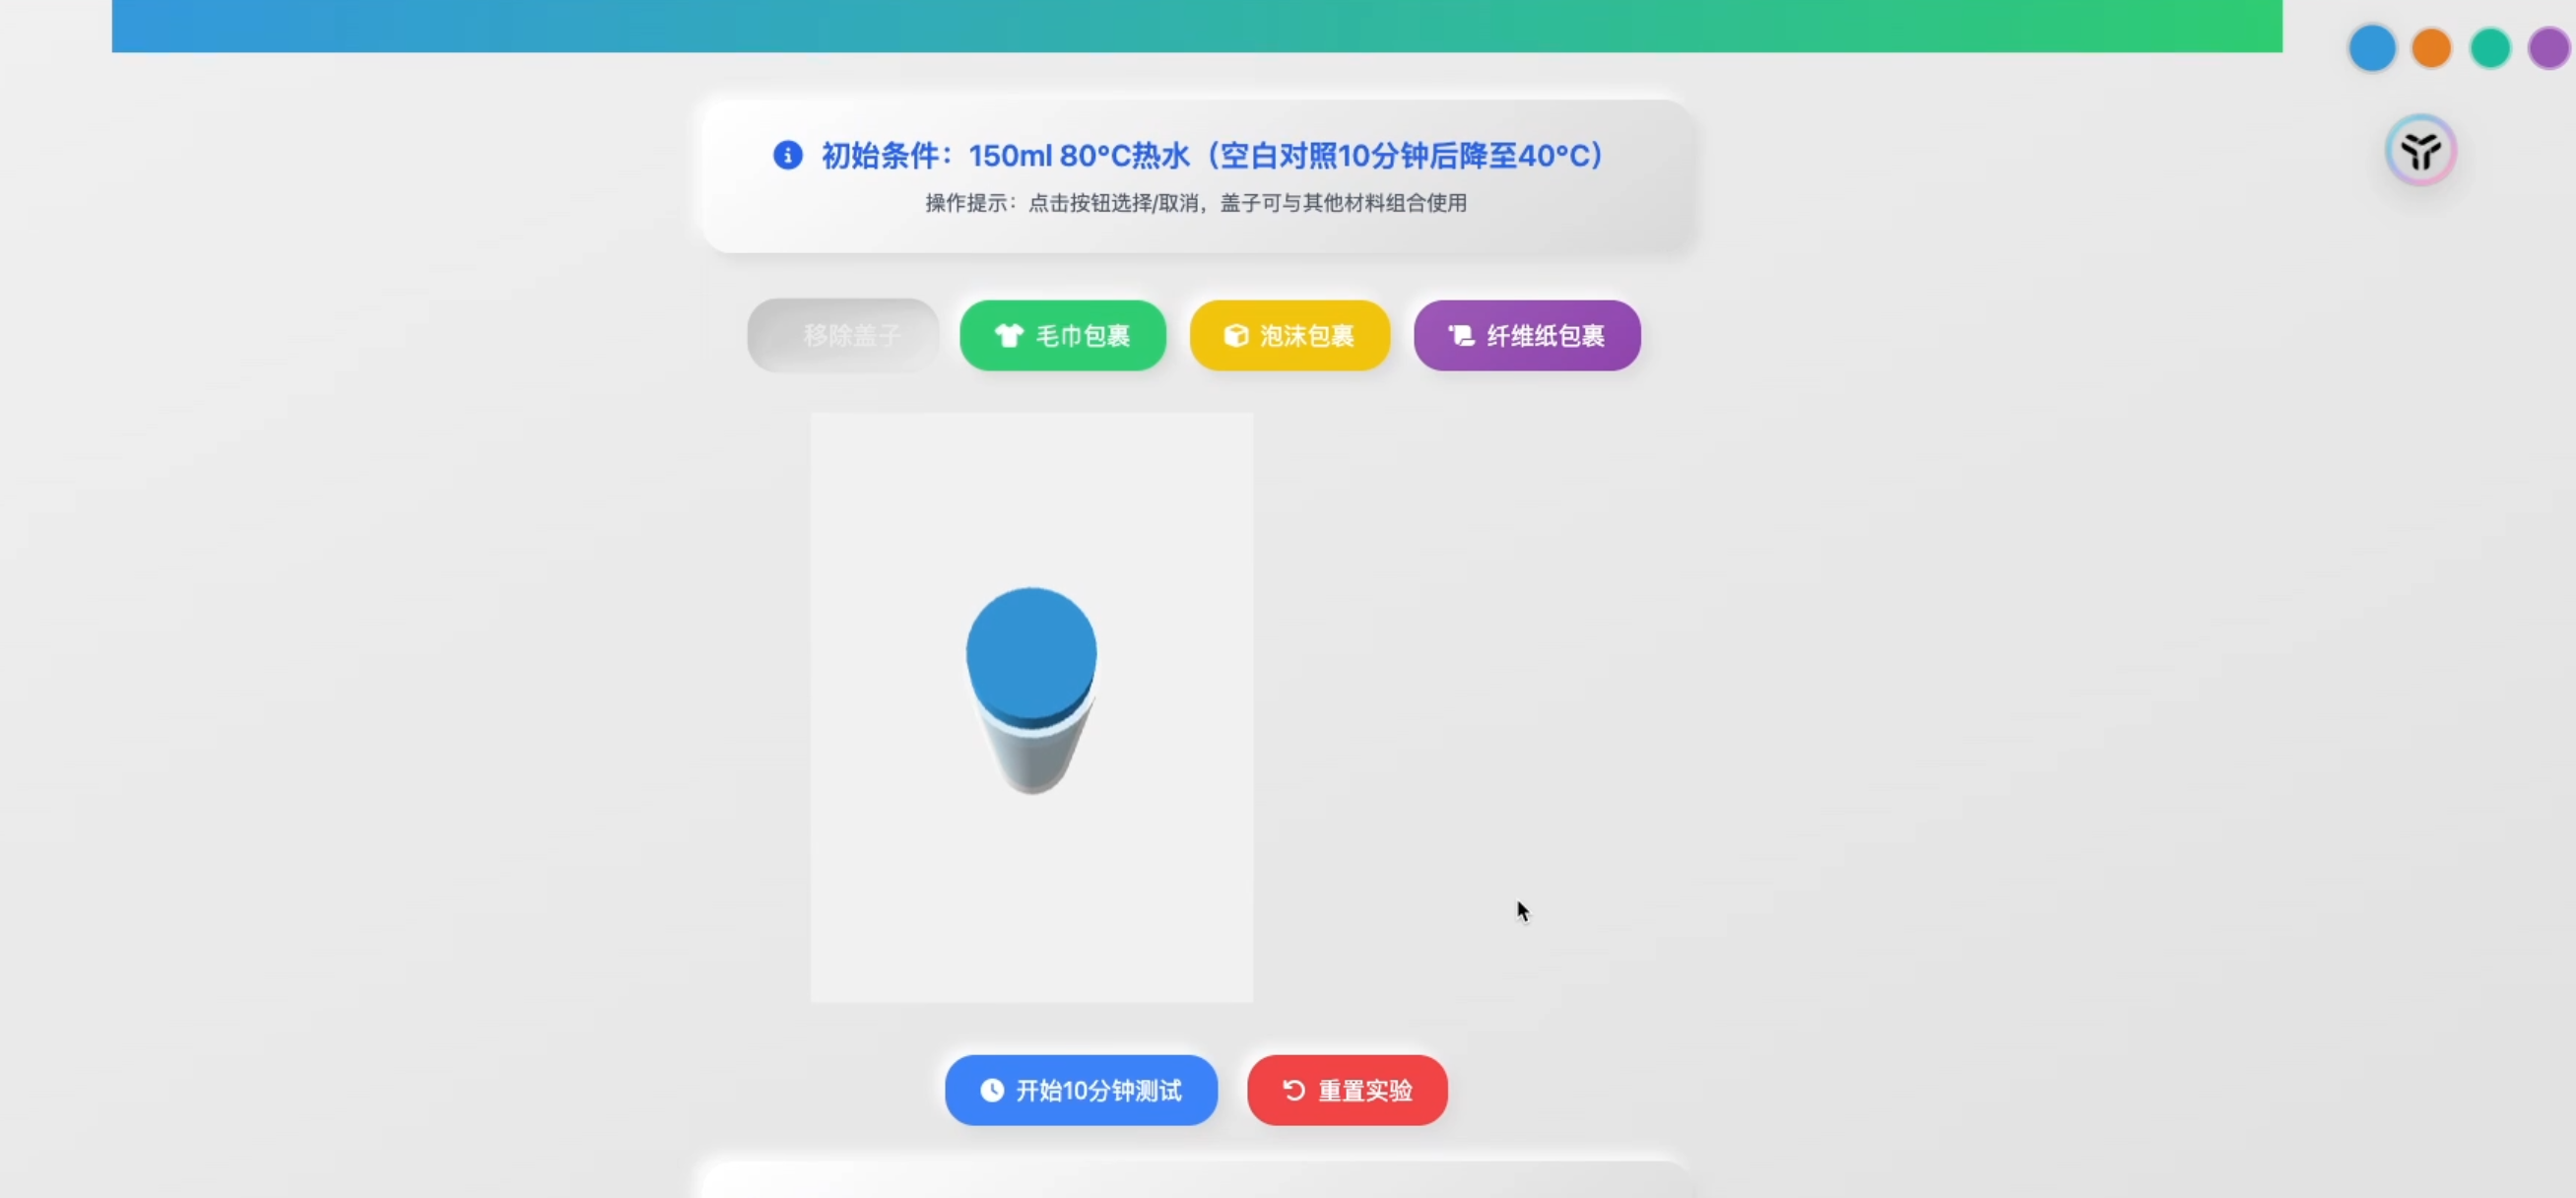 初始条件：150ml 80°C热水（空白对照10分钟后降至40°C）
操作提示：点击按钮选择/取消，盖子可与其他材料组合使用
移除盖子
毛巾包裹
泡沫包裹
纤维纸包裹
开始10分钟测试
重置实验